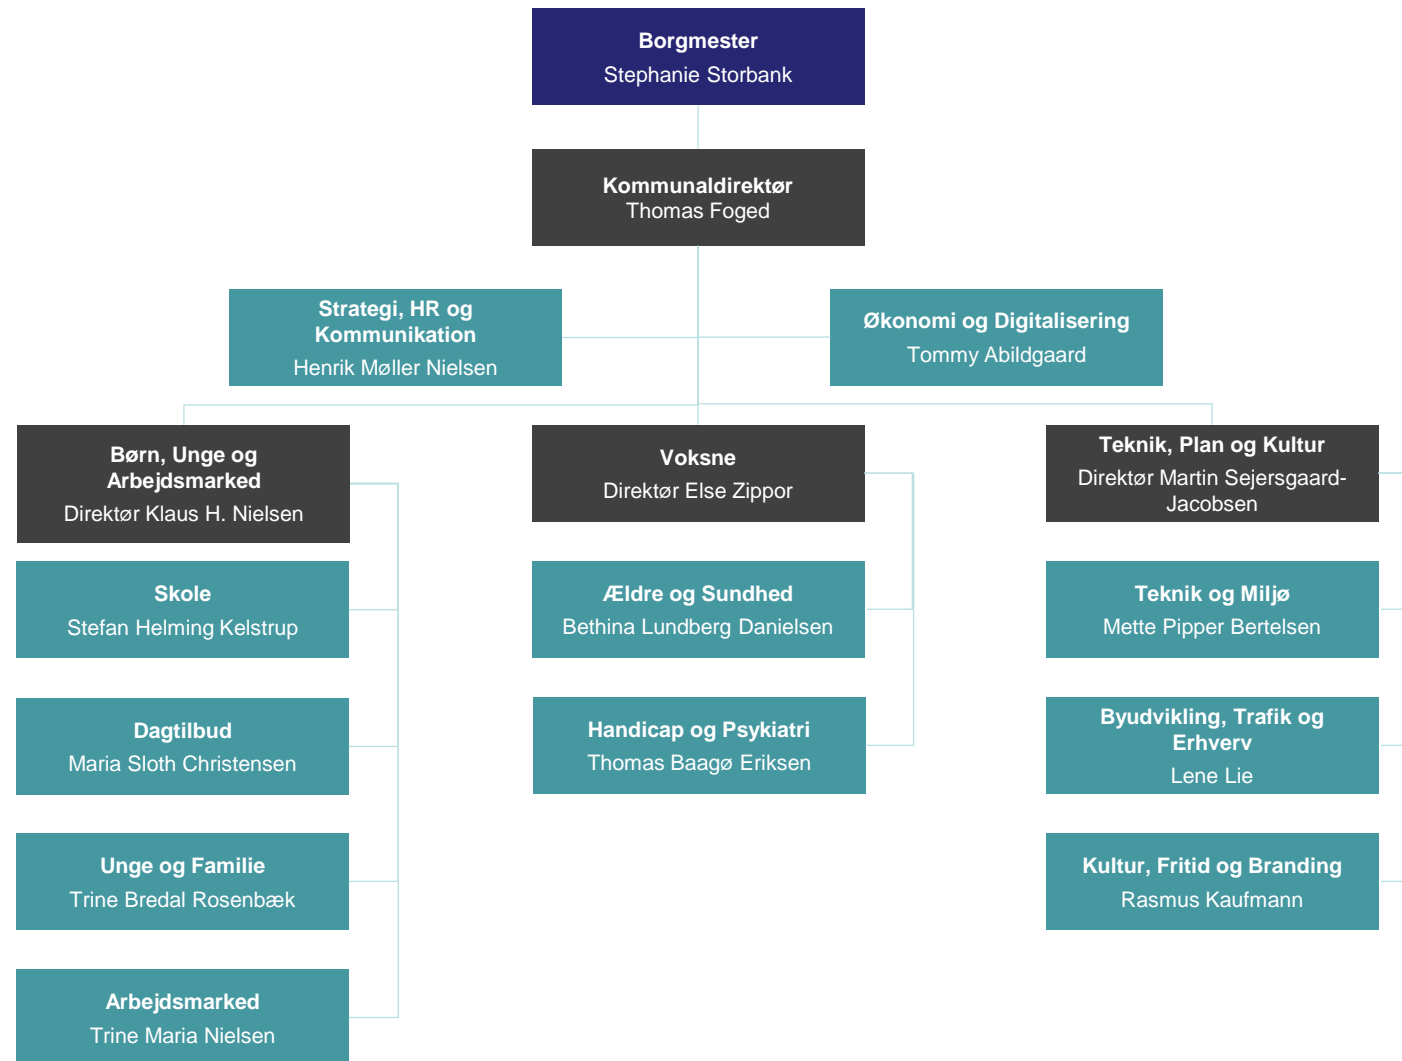 Borgmester
Stephanie Storbank
Kommunaldirektør
Thomas Foged
Strategi, HR og
Kommunikation
Henrik Møller Nielsen
Økonomi og Digitalisering
Tommy Abildgaard
Børn, Unge og
Arbejdsmarked
Direktør Klaus H. Nielsen
Skole
Stefan Helming Kelstrup
Dagtilbud
Maria Sloth Christensen
Unge og Familie
Trine Bredal Rosenbæk
Arbejdsmarked
Trine Maria Nielsen
Voksne
Direktør Else Zippor
Ældre og Sundhed
Bethina Lundberg Danielsen
Handicap og Psykiatri
Thomas Baagø Eriksen
Teknik, Plan og Kultur
Direktør Martin Sejersgaard-
Jacobsen
Teknik og Miljø
Mette Pipper Bertelsen
Byudvikling, Trafik og
Erhverv
Lene Lie
Kultur, Fritid og Branding
Rasmus Kaufmann